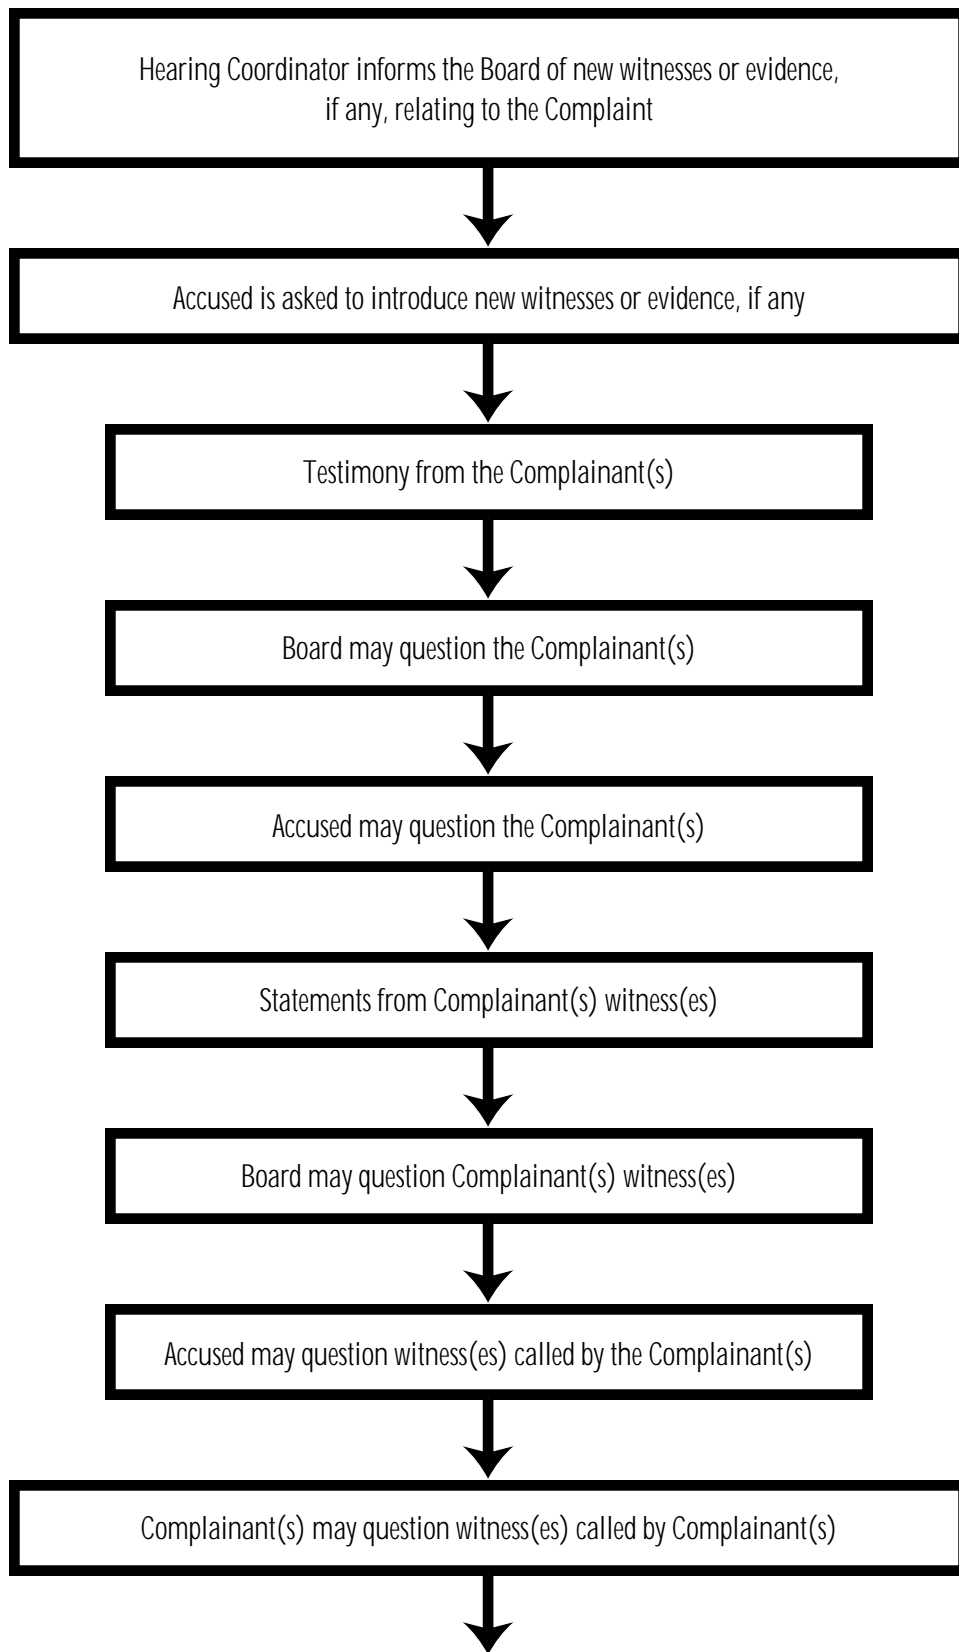 Hearing Coordinator informs the Board of new witnesses or evidence,
if any, relating to the Complaint
Accused is asked to introduce new witnesses or evidence, if any
Testimony from the Complainant(s)
Board may question the Complainant(s)
Accused may question the Complainant(s)
Statements from Complainant(s) witness(es)
Board may question Complainant(s) witness(es)
Accused may question witness(es) called by the Complainant(s)
Complainant(s) may question witness(es) called by Complainant(s)